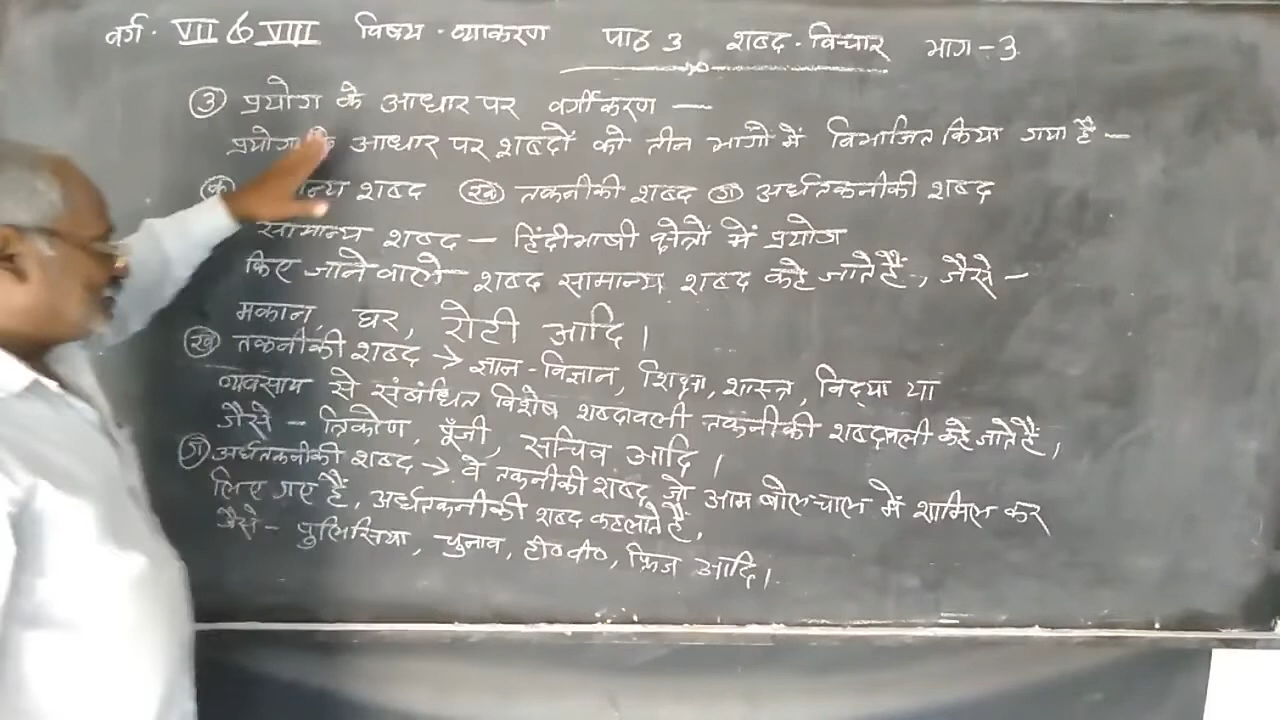 वर्ग - VII & VIII विषय - व्याकरण पाठ 3 शब्द - विचार भाग - 3
③ प्रयोग के आधार पर वर्गीकरण —
प्रयोग के आधार पर शब्दों को तीन भागों में विभाजित किया गया है —
क न्य शब्द ख तकनीकी शब्द ग अर्धतकनीकी शब्द
सामान्य शब्द — हिंदीभाषी क्षेत्रों में प्रयोग
किए जाने वाले शब्द सामान्य शब्द कहे जाते हैं, जैसे —
मकान, घर, रोटी आदि।
ख तकनीकी शब्द → ज्ञान - विज्ञान, शिक्षा, शास्त्र, विद्या या
व्यवसाय से संबंधित विशेष शब्दावली तकनीकी शब्दावली कहे जाते हैं,
जैसे — त्रिकोण, पूँजी, सचिव आदि।
ग अर्धतकनीकी शब्द → वे तकनीकी शब्द जो आम बोल-चाल में शामिल कर
लिए गए हैं, अर्धतकनीकी शब्द कहलाते हैं,
जैसे — पुलिसिया, चुनाव, टी०वी०, फ्रिज आदि।